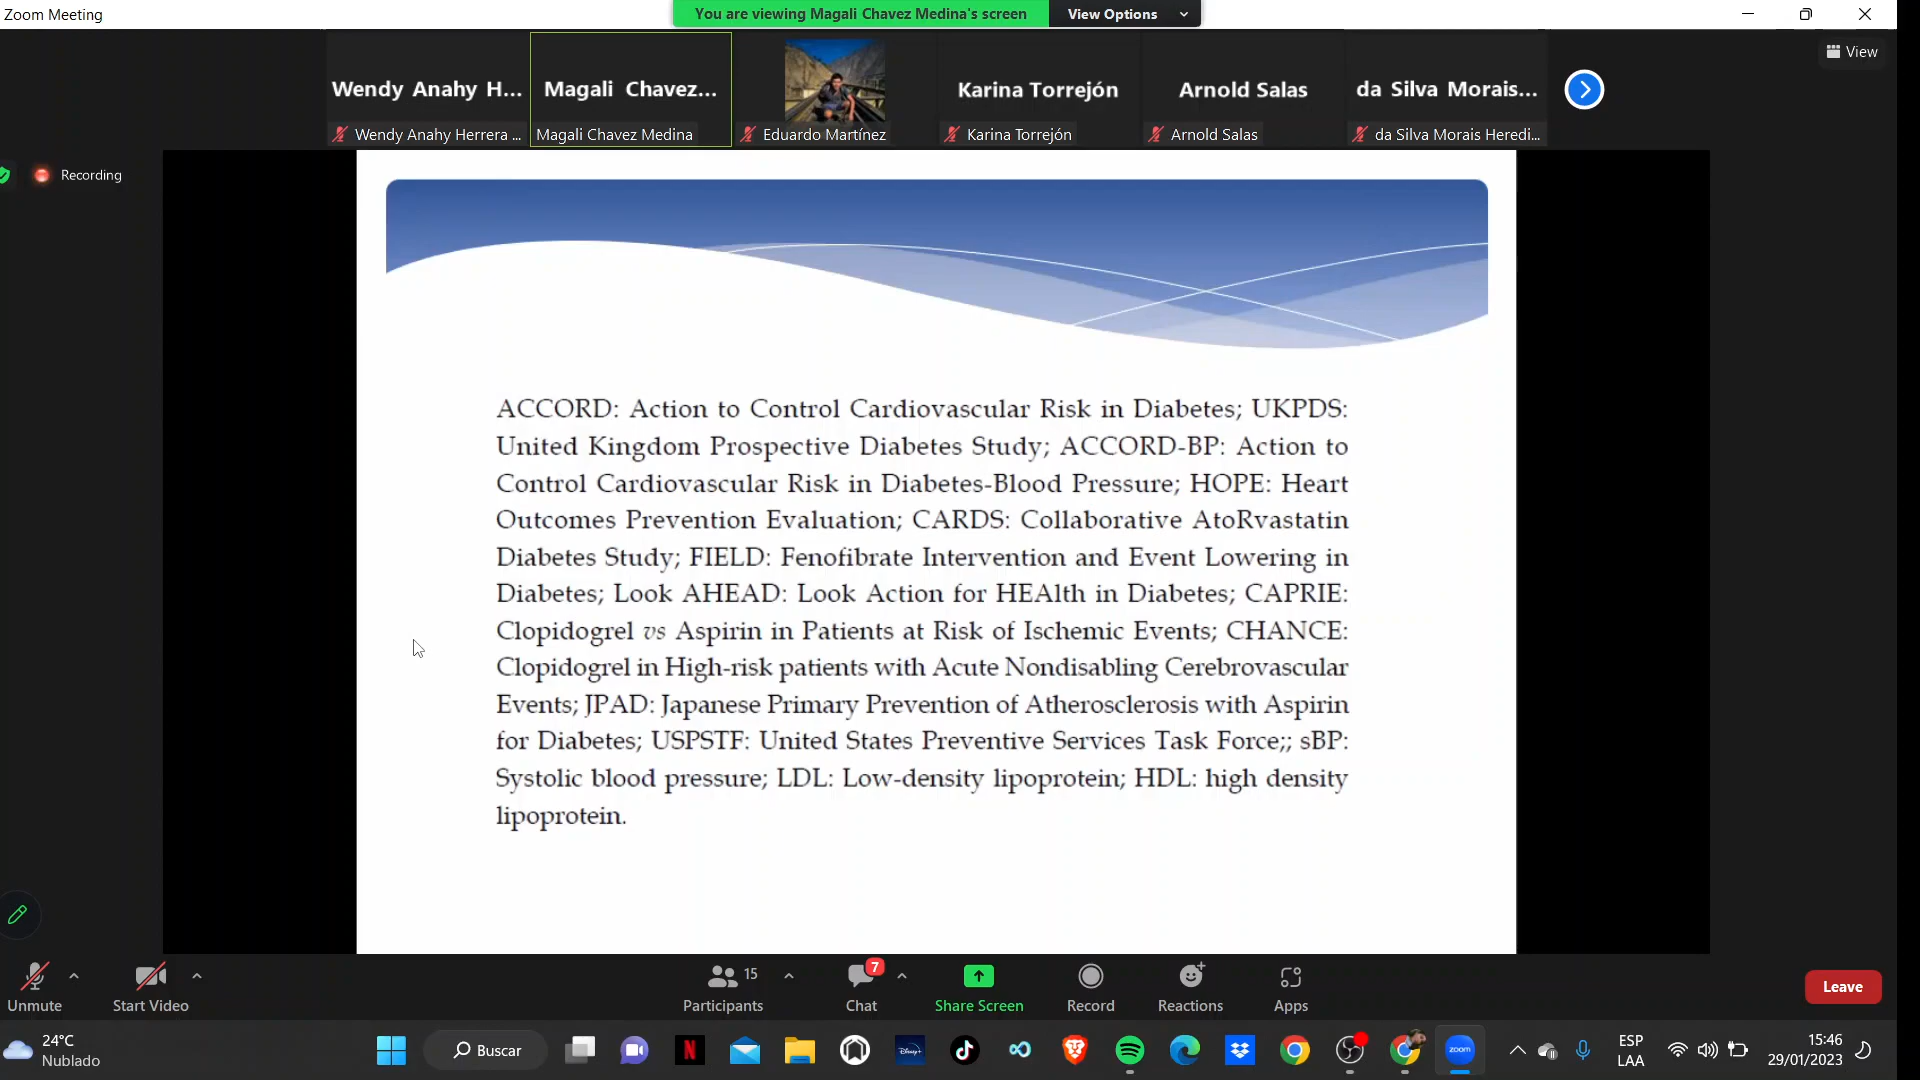 Zoom Meeting
You are viewing Magali Chavez Medina's screen
View Options
View
Wendy Anahy H...
Magali Chavez...
Karina Torrejón
Arnold Salas
da Silva Morais...
Wendy Anahy Herrera ...
Magali Chavez Medina
Eduardo Martínez
Karina Torrejón
Arnold Salas
da Silva Morais Heredi...
Recording
ACCORD: Action to Control Cardiovascular Risk in Diabetes; UKPDS:
United Kingdom Prospective Diabetes Study; ACCORD-BP: Action to
Control Cardiovascular Risk in Diabetes-Blood Pressure; HOPE: Heart
Outcomes Prevention Evaluation; CARDS: Collaborative AtoRvastatin
Diabetes Study; FIELD: Fenofibrate Intervention and Event Lowering in
Diabetes; Look AHEAD: Look Action for HEAlth in Diabetes; CAPRIE:
Clopidogrel vs Aspirin in Patients at Risk of Ischemic Events; CHANCE:
Clopidogrel in High-risk patients with Acute Nondisabling Cerebrovascular
Events; JPAD: Japanese Primary Prevention of Atherosclerosis with Aspirin
for Diabetes; USPSTF: United States Preventive Services Task Force;; sBP:
Systolic blood pressure; LDL: Low-density lipoprotein; HDL: high density
lipoprotein.
Unmute
Start Video
15
Participants
7
Chat
Share Screen
Record
Reactions
Apps
Leave
24°C
Nublado
Buscar
N
Disney+
zoom
ESP
LAA
15:46
29/01/2023